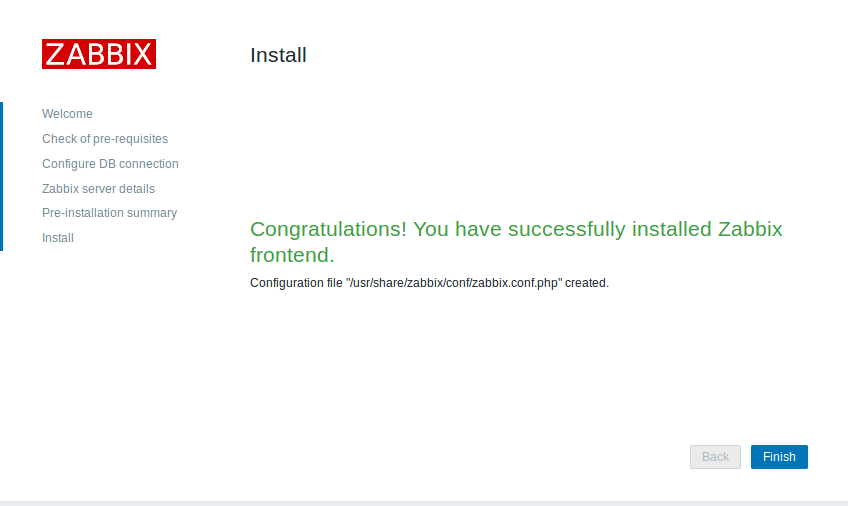 ZABBIX
Install
Welcome
Check of pre-requisites
Configure DB connection
Zabbix server details
Pre-installation summary
Install
Congratulations! You have successfully installed Zabbix
frontend.
Configuration file "/usr/share/zabbix/conf/zabbix.conf.php" created.
Back
Finish